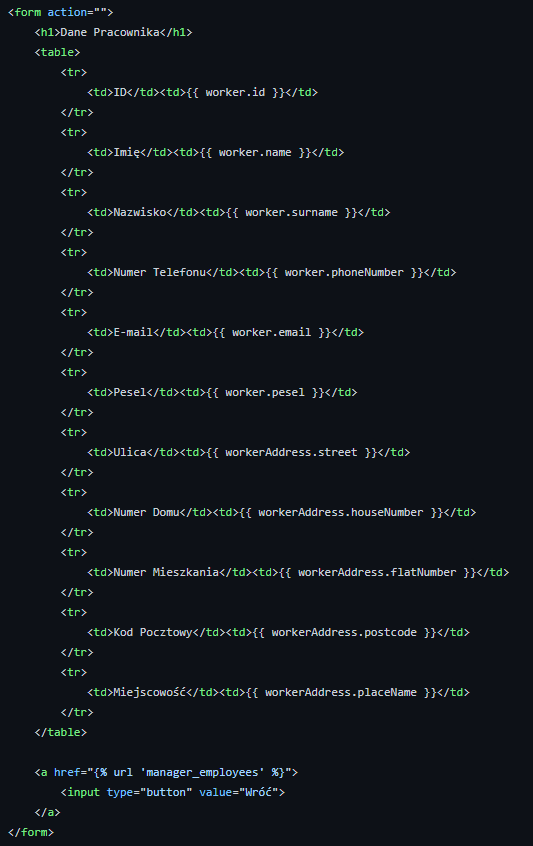 <form action="">
    <h1>Dane Pracownika</h1>
    <table>
        <tr>
            <td>ID</td><td>{{ worker.id }}</td>
        </tr>
        <tr>
            <td>Imię</td><td>{{ worker.name }}</td>
        </tr>
        <tr>
            <td>Nazwisko</td><td>{{ worker.surname }}</td>
        </tr>
        <tr>
            <td>Numer Telefonu</td><td>{{ worker.phoneNumber }}</td>
        </tr>
        <tr>
            <td>E-mail</td><td>{{ worker.email }}</td>
        </tr>
        <tr>
            <td>Pesel</td><td>{{ worker.pesel }}</td>
        </tr>
        <tr>
            <td>Ulica</td><td>{{ workerAddress.street }}</td>
        </tr>
        <tr>
            <td>Numer Domu</td><td>{{ workerAddress.houseNumber }}</td>
        </tr>
        <tr>
            <td>Numer Mieszkania</td><td>{{ workerAddress.flatNumber }}</td>
        </tr>
        <tr>
            <td>Kod Pocztowy</td><td>{{ workerAddress.postcode }}</td>
        </tr>
        <tr>
            <td>Miejscowość</td><td>{{ workerAddress.placeName }}</td>
        </tr>
    </table>

    <a href="{% url 'manager_employees' %}">
        <input type="button" value="Wróć">
    </a>
</form>